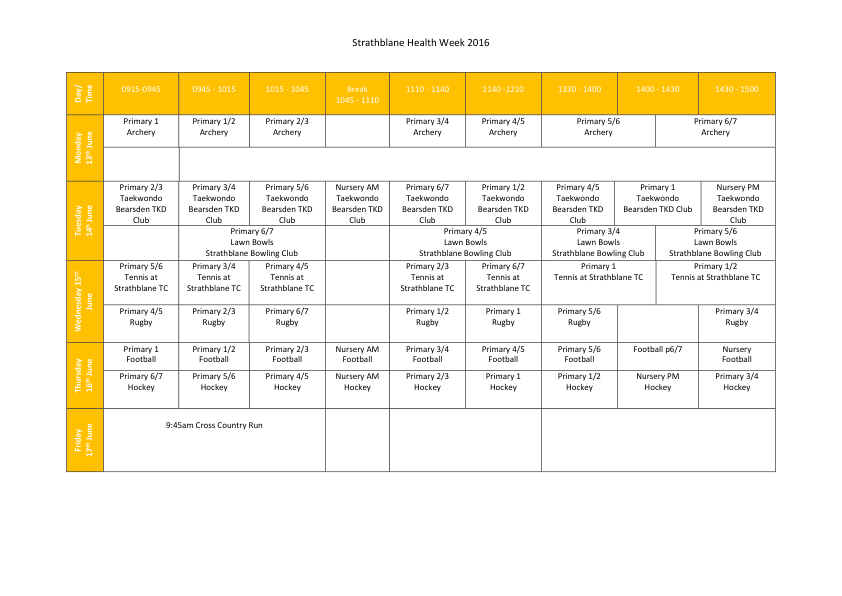 Strathblane Health Week 2016
Day/
Time
0915-0945
0945 - 1015
1015 - 1045
Break
1045 - 1110
1110 - 1140
1140 -1210
1330 - 1400
1400 - 1430
1430 - 1500
Monday
13th June
Primary 1
Archery
Primary 1/2
Archery
Primary 2/3
Archery
Primary 3/4
Archery
Primary 4/5
Archery
Primary 5/6
Archery
Primary 6/7
Archery
Tuesday
14th June
Primary 2/3
Taekwondo
Bearsden TKD
Club
Primary 3/4
Taekwondo
Bearsden TKD
Club
Primary 5/6
Taekwondo
Bearsden TKD
Club
Nursery AM
Taekwondo
Bearsden TKD
Club
Primary 6/7
Taekwondo
Bearsden TKD
Club
Primary 1/2
Taekwondo
Bearsden TKD
Club
Primary 4/5
Taekwondo
Bearsden TKD
Club
Primary 1
Taekwondo
Bearsden TKD Club
Nursery PM
Taekwondo
Bearsden TKD
Club
Primary 6/7
Lawn Bowls
Strathblane Bowling Club
Primary 4/5
Lawn Bowls
Strathblane Bowling Club
Primary 3/4
Lawn Bowls
Strathblane Bowling Club
Primary 5/6
Lawn Bowls
Strathblane Bowling Club
Wednesday 15th
June
Primary 5/6
Tennis at
Strathblane TC
Primary 3/4
Tennis at
Strathblane TC
Primary 4/5
Tennis at
Strathblane TC
Primary 2/3
Tennis at
Strathblane TC
Primary 6/7
Tennis at
Strathblane TC
Primary 1
Tennis at Strathblane TC
Primary 1/2
Tennis at Strathblane TC
Primary 4/5
Rugby
Primary 2/3
Rugby
Primary 6/7
Rugby
Primary 1/2
Rugby
Primary 1
Rugby
Primary 5/6
Rugby
Primary 3/4
Rugby
Thursday
16th June
Primary 1
Football
Primary 1/2
Football
Primary 2/3
Football
Nursery AM
Football
Primary 3/4
Football
Primary 4/5
Football
Primary 5/6
Football
Football p6/7
Nursery
Football
Primary 6/7
Hockey
Primary 5/6
Hockey
Primary 4/5
Hockey
Nursery AM
Hockey
Primary 2/3
Hockey
Primary 1
Hockey
Primary 1/2
Hockey
Nursery PM
Hockey
Primary 3/4
Hockey
Friday
17th June
9:45am Cross Country Run